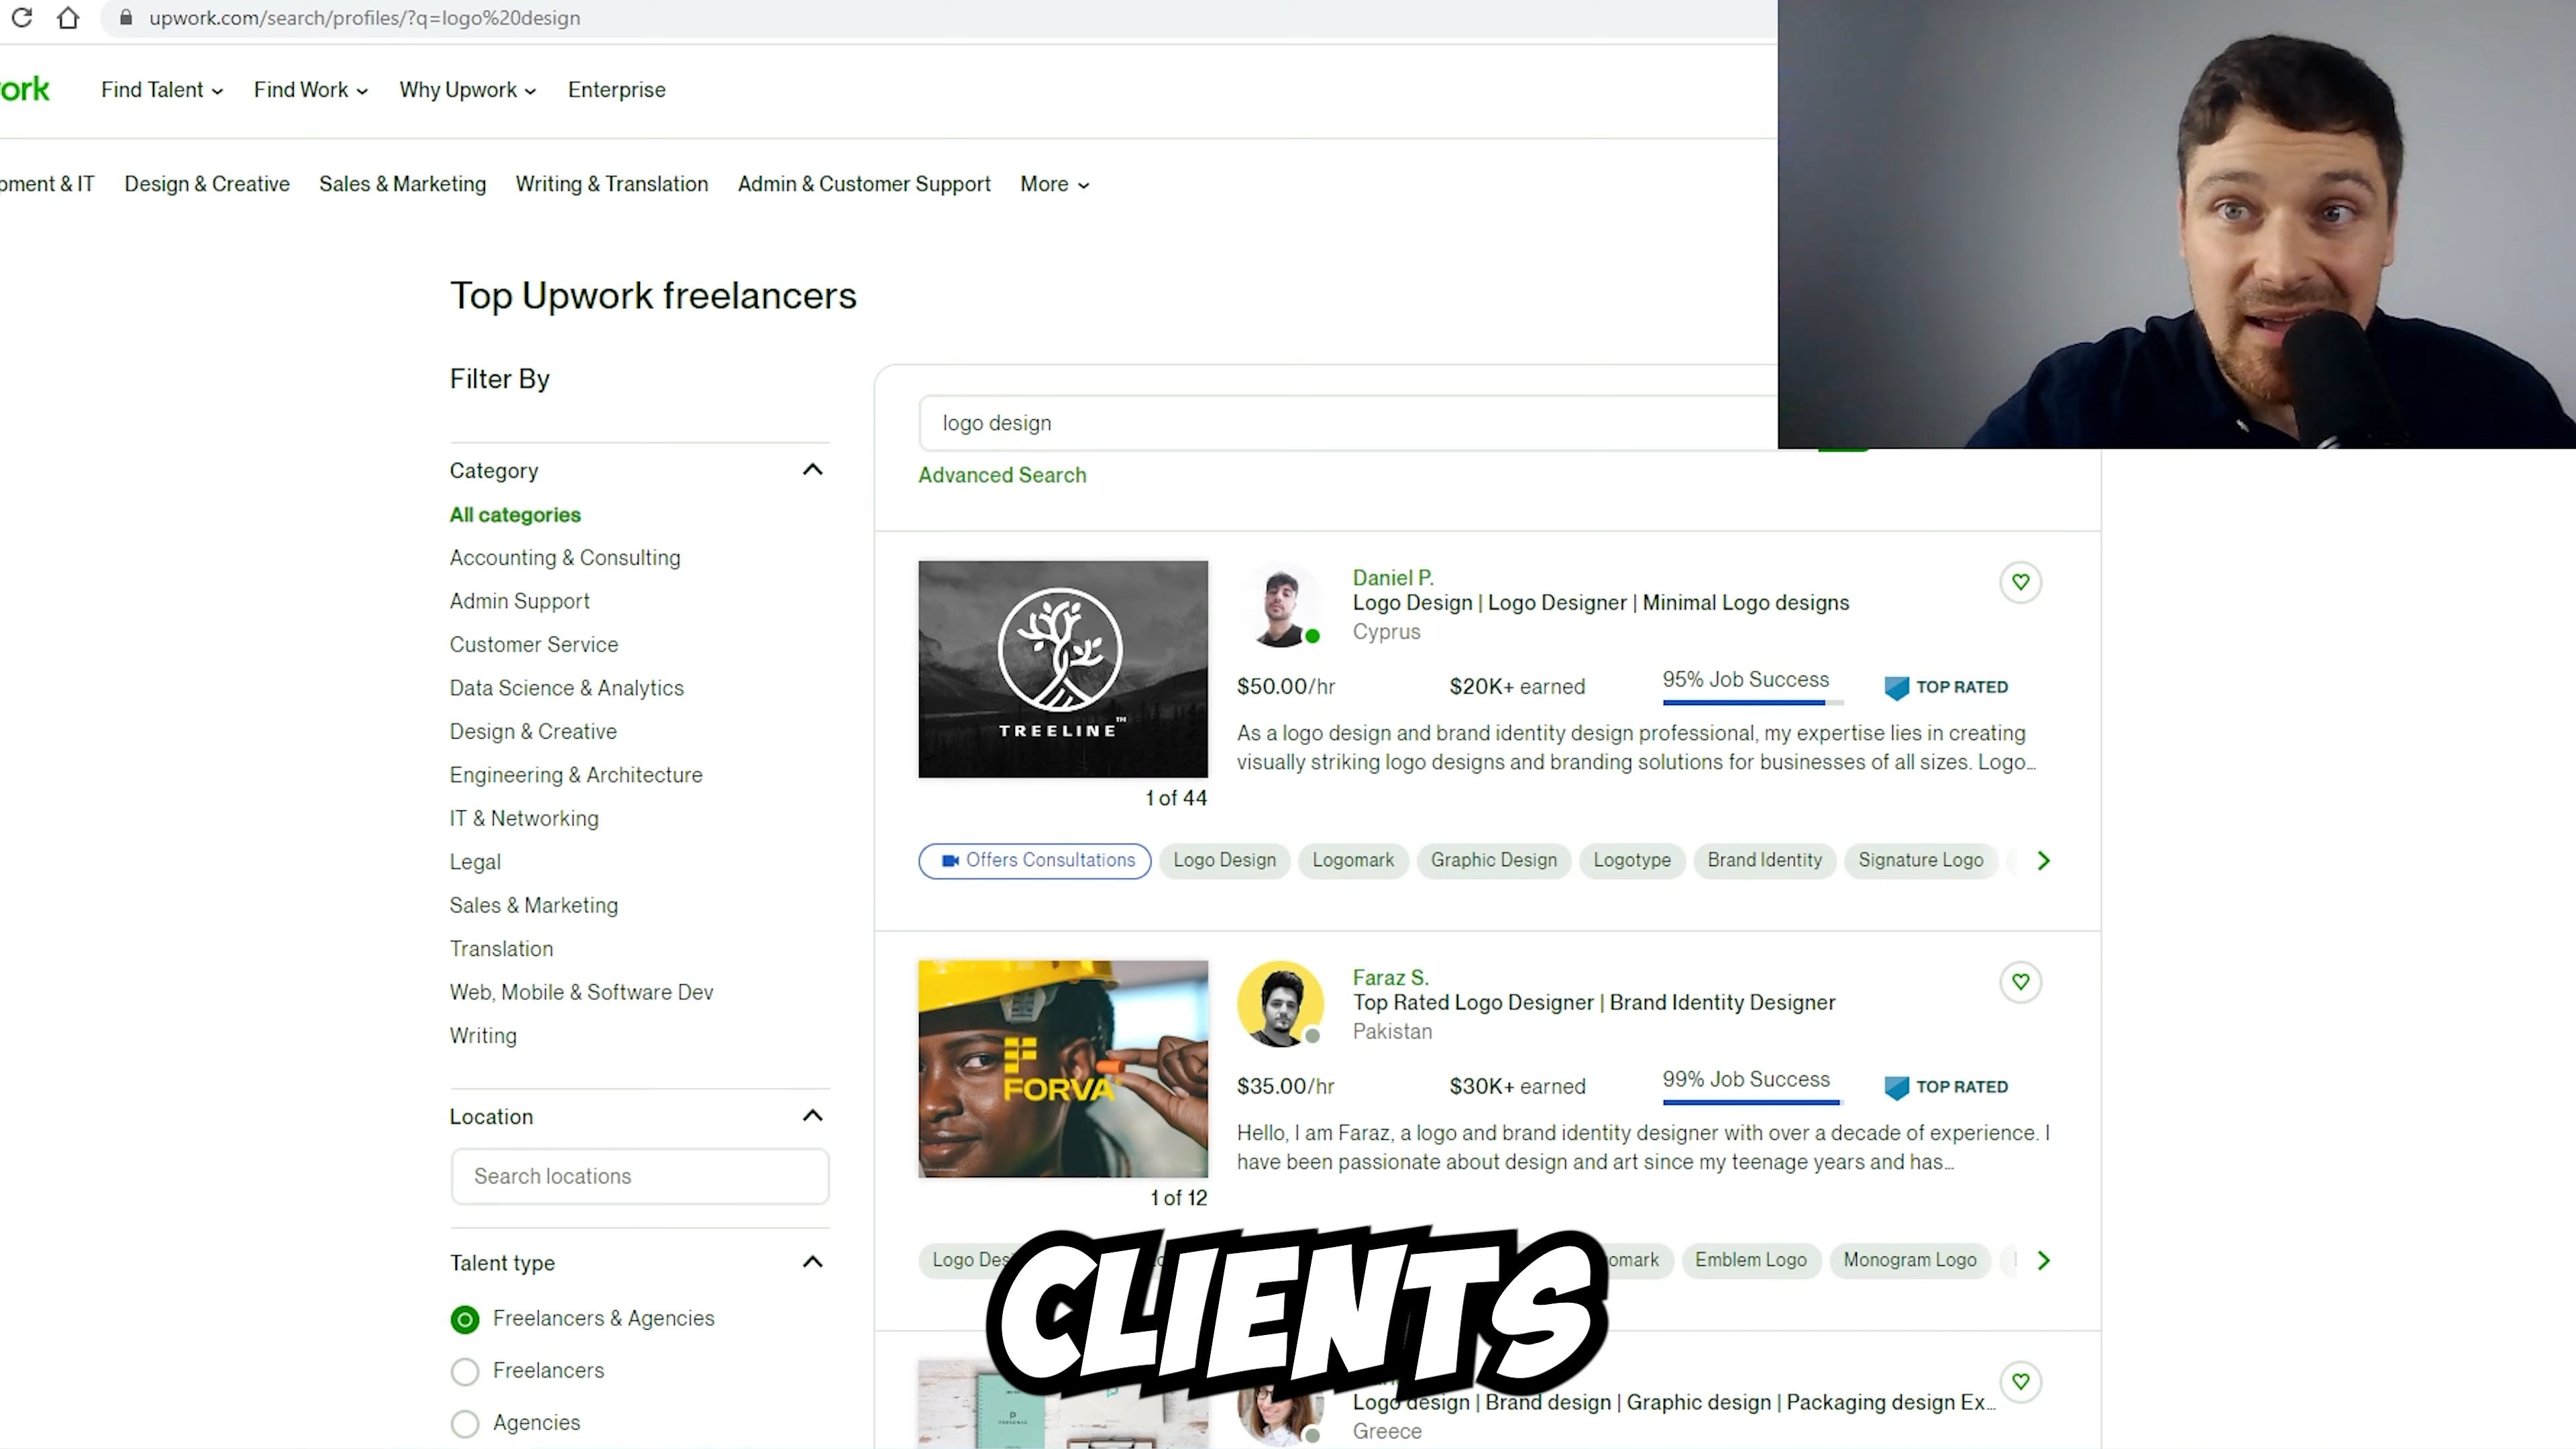 upwork.com/search/profiles/?q=logo%20design
ork
Find Talent
Find Work
Why Upwork
Enterprise
pment & IT
Design & Creative
Sales & Marketing
Writing & Translation
Admin & Customer Support
More
Top Upwork freelancers
Filter By
Category
All categories
Accounting & Consulting
Admin Support
Customer Service
Data Science & Analytics
Design & Creative
Engineering & Architecture
IT & Networking
Legal
Sales & Marketing
Translation
Web, Mobile & Software Dev
Writing
Location
Search locations
Talent type
Freelancers & Agencies
Freelancers
Agencies
logo design
Advanced Search
TREELINE™
1 of 44
Daniel P.
Logo Design | Logo Designer | Minimal Logo designs
Cyprus
$50.00/hr
$20K+ earned
95% Job Success
TOP RATED
As a logo design and brand identity design professional, my expertise lies in creating
visually striking logo designs and branding solutions for businesses of all sizes. Logo…
Offers Consultations
Logo Design
Logomark
Graphic Design
Logotype
Brand Identity
Signature Logo
FORVA
1 of 12
Faraz S.
Top Rated Logo Designer | Brand Identity Designer
Pakistan
$35.00/hr
$30K+ earned
99% Job Success
TOP RATED
Hello, I am Faraz, a logo and brand identity designer with over a decade of experience. I
have been passionate about design and art since my teenage years and has…
Logo Des
omark
Emblem Logo
Monogram Logo
CLIENTS
Logo design | Brand design | Graphic design | Packaging design Ex…
Greece